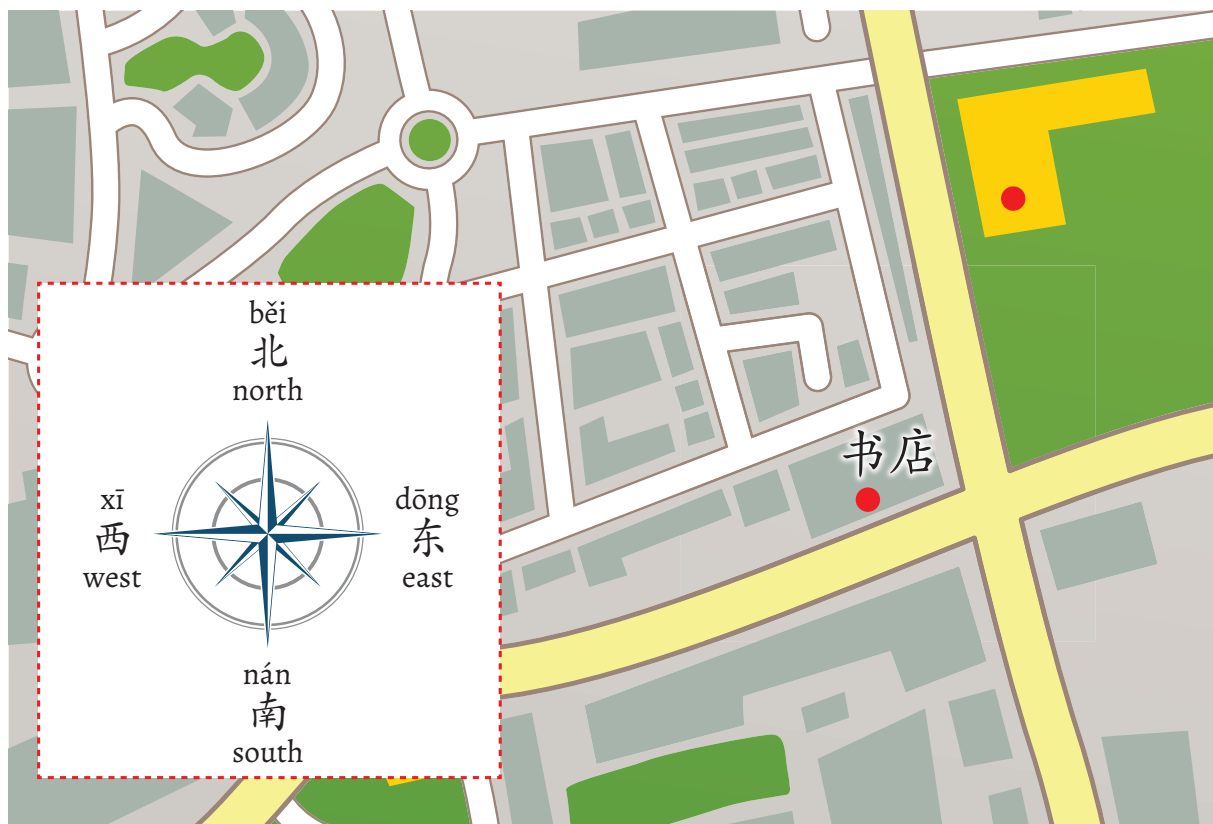 běi
北
north
xī
西
west
dōng
东
east
nán
南
south
书店